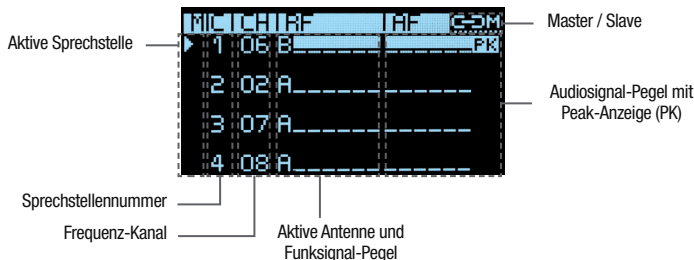 MIC CH RF AF M
1 06 B PK
2 02 A
3 07 A
4 08 A
Master / Slave
Aktive Sprechstelle
Audiosignal-Pegel mit
Peak-Anzeige (PK)
Sprechstellennummer
Frequenz-Kanal
Aktive Antenne und
Funksignal-Pegel